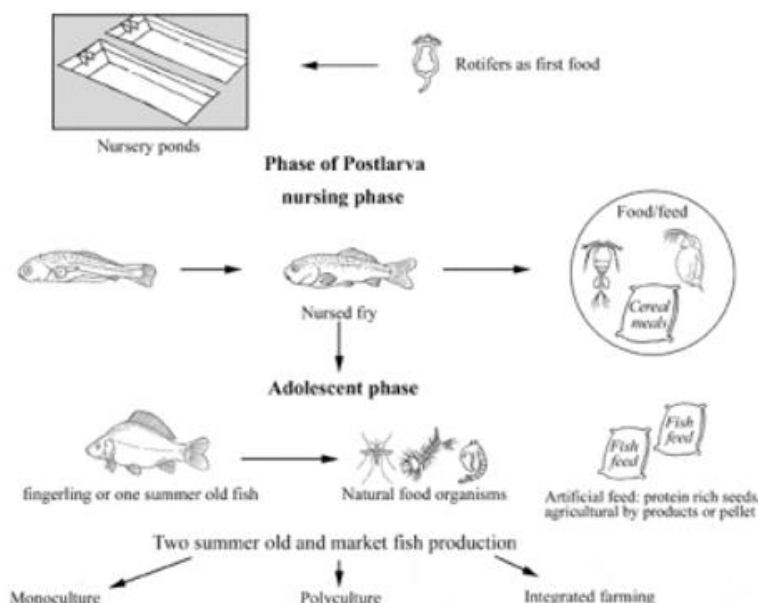 Rotifers as first food
Nursery ponds
Phase of Postlarva
nursing phase
Food/feed
Cereal
meals
Nursed fry
Adolescent phase
Fish
feed
Fish
feed
fingerling or one summer old fish
Natural food organisms
Artificial feed: protein rich seeds,
agricultural by products or pellet
Two summer old and market fish production
Monoculture
Polyculture
Integrated farming